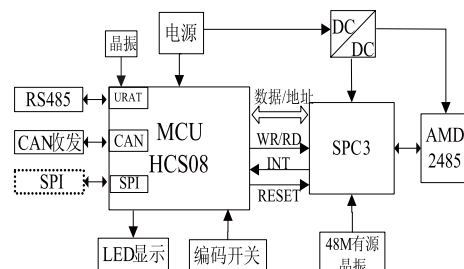 晶振
电源
DC
DC
RS485
URAT
数据/地址
CAN收发
CAN
MCU
HCS08
WR/RD
SPC3
AMD
2485
INT
SPI
SPI
RESET
LED显示
编码开关
48M有源
晶振